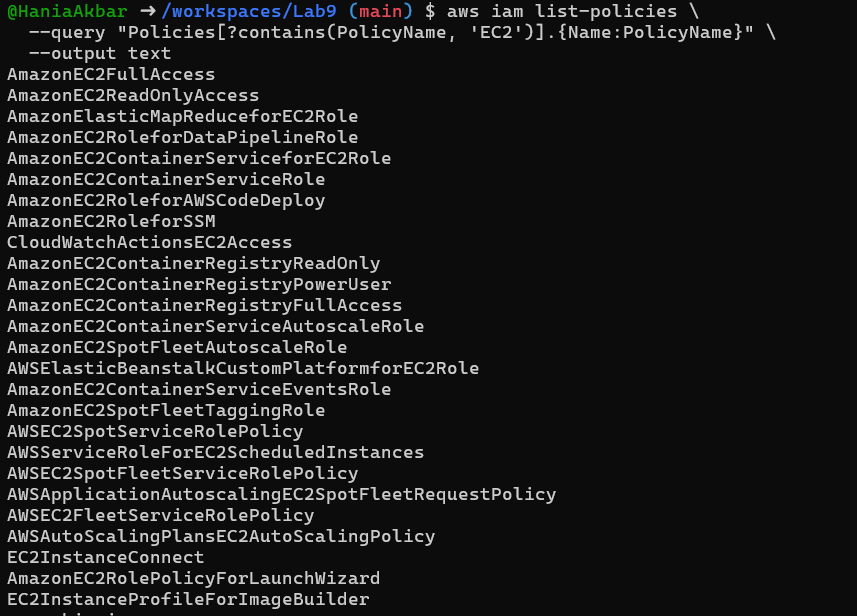 @HaniaAkbar → /workspaces/Lab9 (main) $ aws iam list-policies \
--query "Policies[?contains(PolicyName, 'EC2')].{Name:PolicyName}" \
--output text
AmazonEC2FullAccess
AmazonEC2ReadOnlyAccess
AmazonElasticMapReduceforEC2Role
AmazonEC2RoleforDataPipelineRole
AmazonEC2ContainerServiceforEC2Role
AmazonEC2ContainerServiceRole
AmazonEC2RoleforAWSCodeDeploy
AmazonEC2RoleforSSM
CloudWatchActionsEC2Access
AmazonEC2ContainerRegistryReadOnly
AmazonEC2ContainerRegistryPowerUser
AmazonEC2ContainerRegistryFullAccess
AmazonEC2ContainerServiceAutoscaleRole
AmazonEC2SpotFleetAutoscaleRole
AWSElasticBeanstalkCustomPlatformforEC2Role
AmazonEC2ContainerServiceEventsRole
AmazonEC2SpotFleetTaggingRole
AWSEC2SpotServiceRolePolicy
AWSServiceRoleForEC2ScheduledInstances
AWSEC2SpotFleetServiceRolePolicy
AWSApplicationAutoscalingEC2SpotFleetRequestPolicy
AWSEC2FleetServiceRolePolicy
AWSAutoScalingPlansEC2AutoScalingPolicy
EC2InstanceConnect
AmazonEC2RolePolicyForLaunchWizard
EC2InstanceProfileForImageBuilder